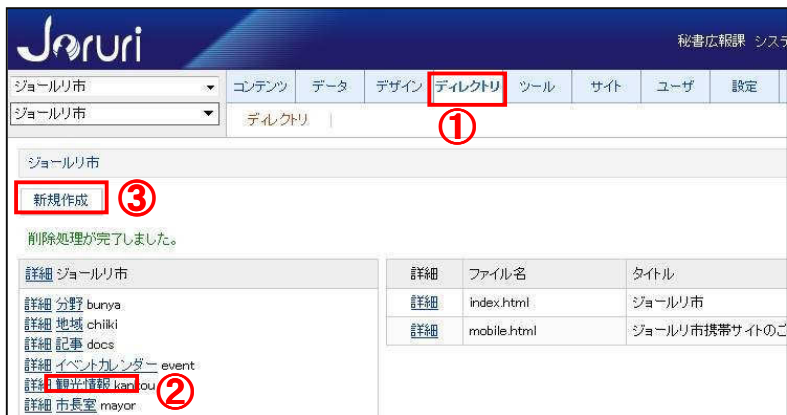 Joruri
秘書広報課 システ
ジョールリ市
コンテンツ データ デザイン ディレクトリ ツール サイト ユーザ 設定
ジョールリ市
ディレクトリ
①
ジョールリ市
新規作成 ③
削除処理が完了しました。
詳細 ジョールリ市
詳細 ファイル名 タイトル
詳細 分野 bunya
詳細 index.html ジョールリ市
詳細 地域 chiiki
詳細 mobile.html ジョールリ市携帯サイトのご
詳細 記事 docs
詳細 イベントカレンダー event
詳細 観光情報 kankou ②
詳細 市長室 mayor